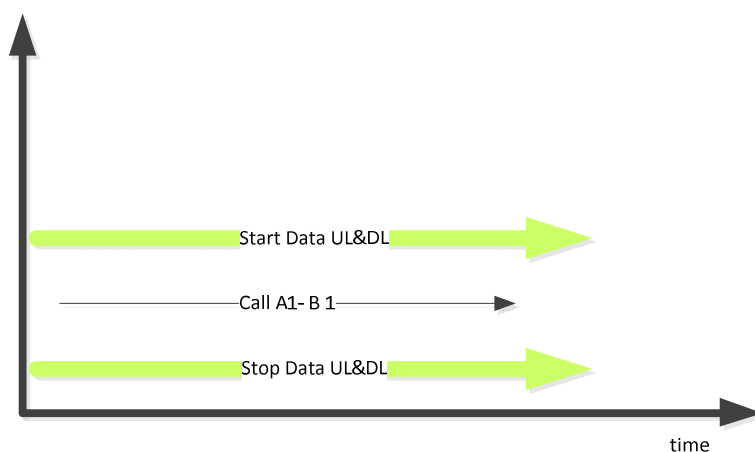 Start Data UL&DL
Call A1- B 1
Stop Data UL&DL
time